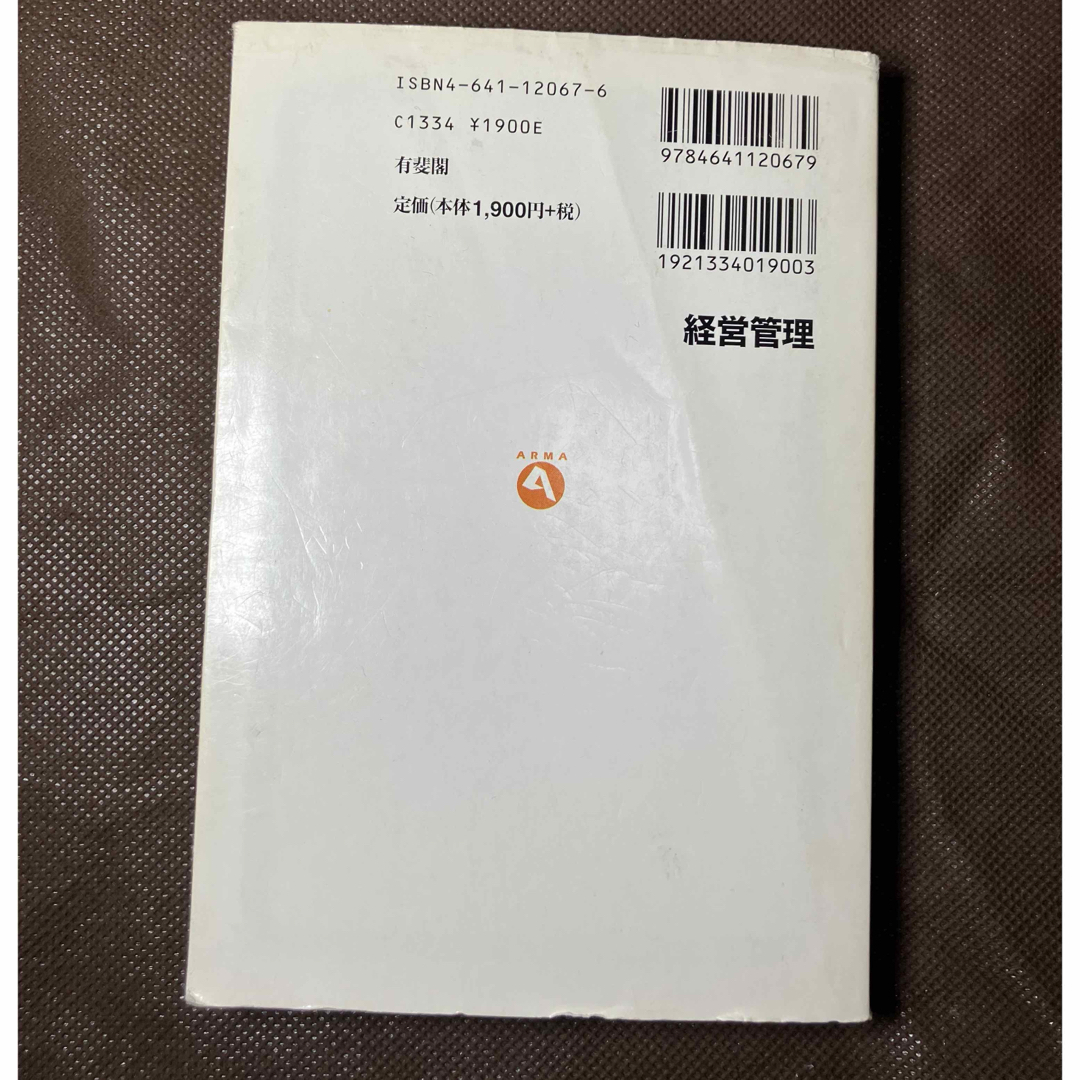 ISBN4-641-12067-6
C1334 ¥1900E
有斐閣
定価(本体1,900円+税)
9784641120679
1921334019003
経営管理
ARMA